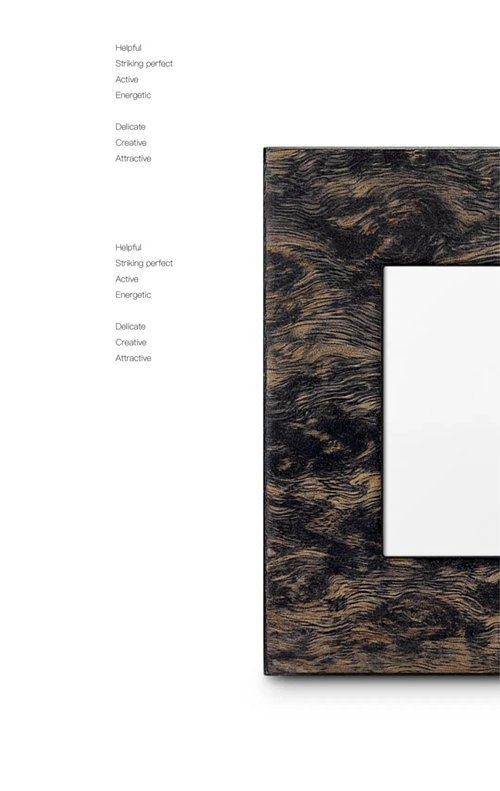 Helpful
Striking perfect
Active
Energetic
Delicate
Creative
Attractive
Helpful
Striking perfect
Active
Energetic
Delicate
Creative
Attractive